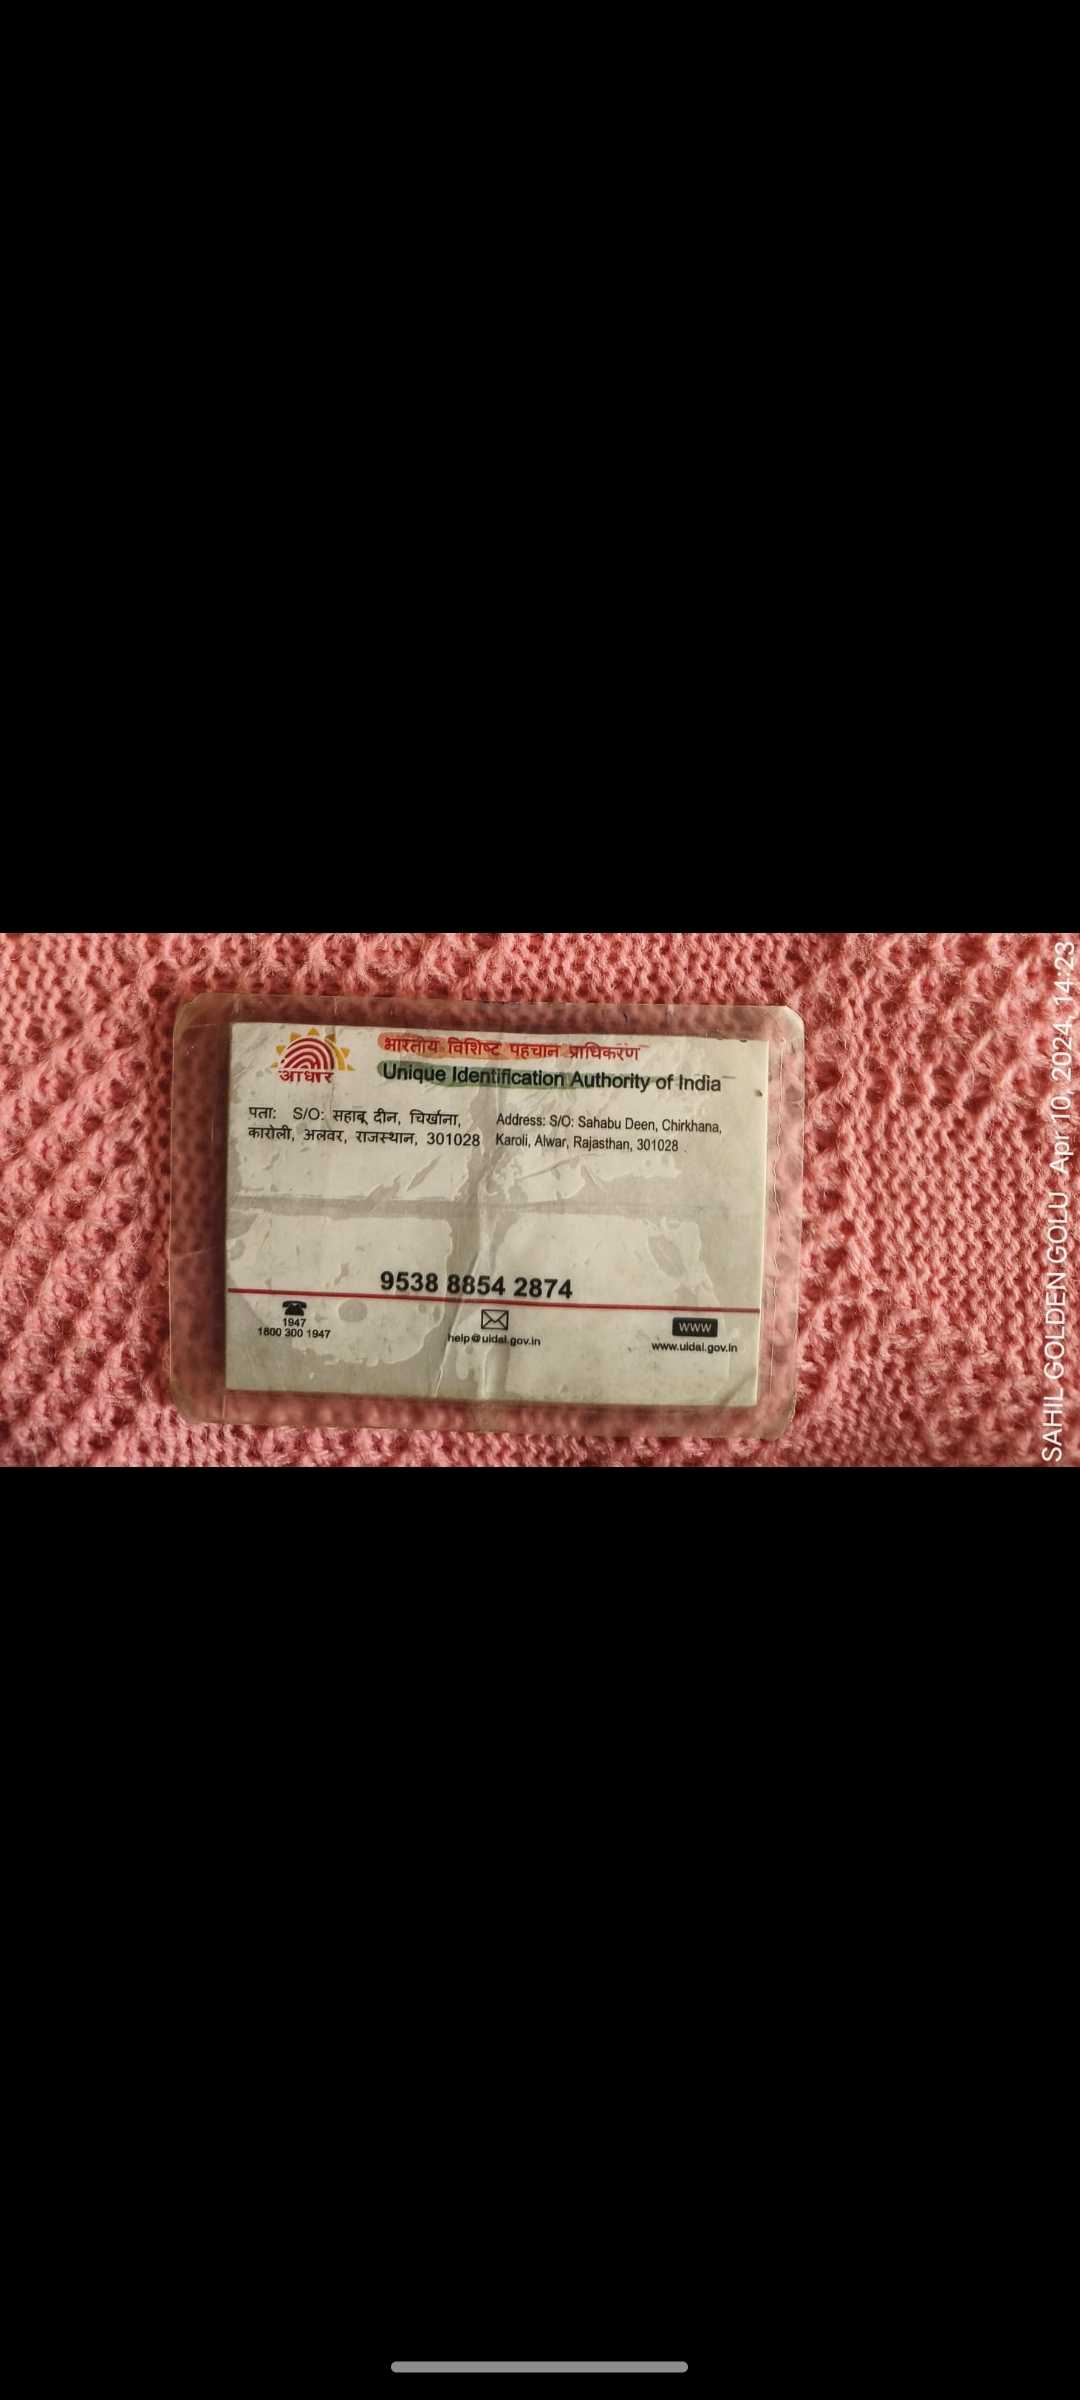 भारतीय विशिष्ट पहचान प्राधिकरण
आधार
Unique Identification Authority of India
पता: S/O: सहाबू दीन, चिर्खाना,
कारोली, अलवर, राजस्थान, 301028
Address: S/O: Sahabu Deen, Chirkhana,
Karoli, Alwar, Rajasthan, 301028
9538 8854 2874
1947
1800 300 1947
help@uidai.gov.in
WWW
www.uidai.gov.in
SAHIL GOLDEN GOLU Apr 10, 2024, 14:23